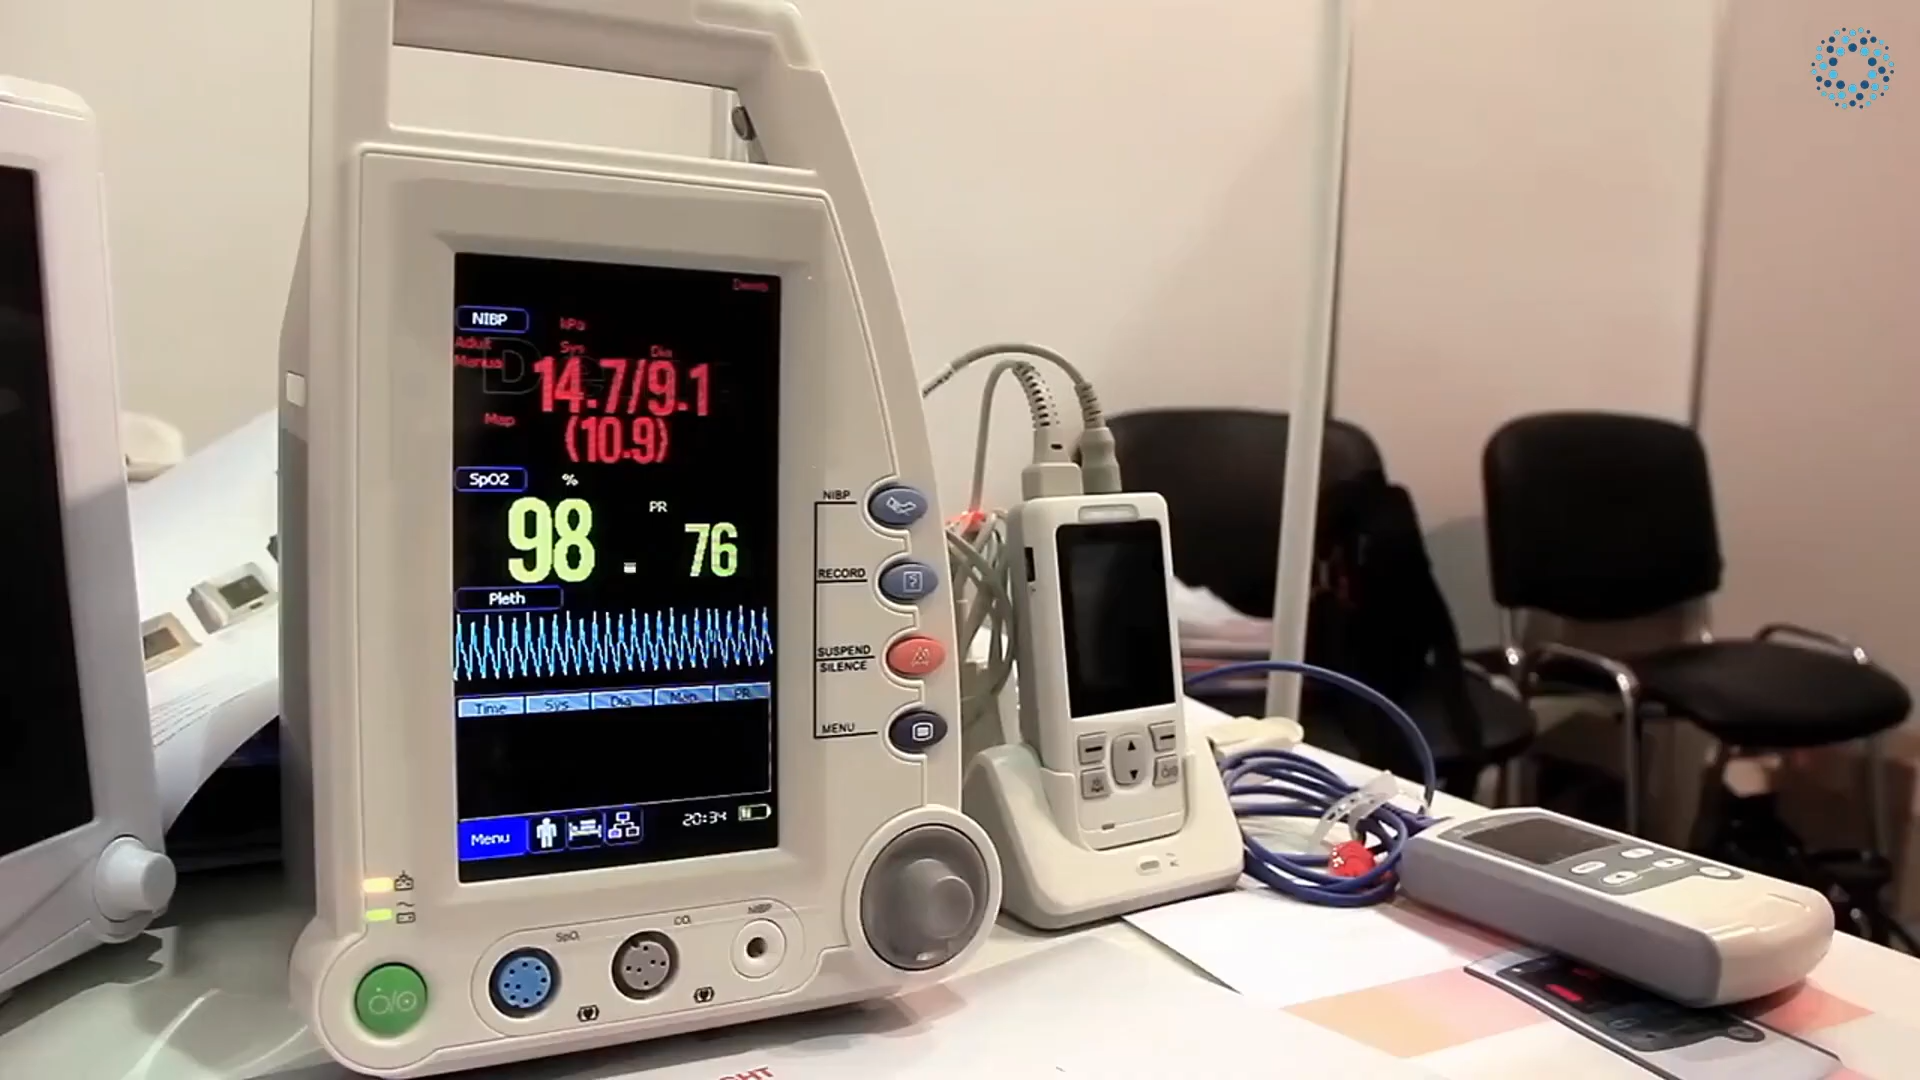 Demo
NIBP
kPa
Adult
Sys
Dia
Manual
14.7/9.1
Map
(10.9)
SpO2
%
PR
98
76
Pleth
Time Sys Dia Map PR
Menu
20:34
NIBP
RECORD
SUSPEND
SILENCE
MENU
SpO₂
CO₂
NIBP